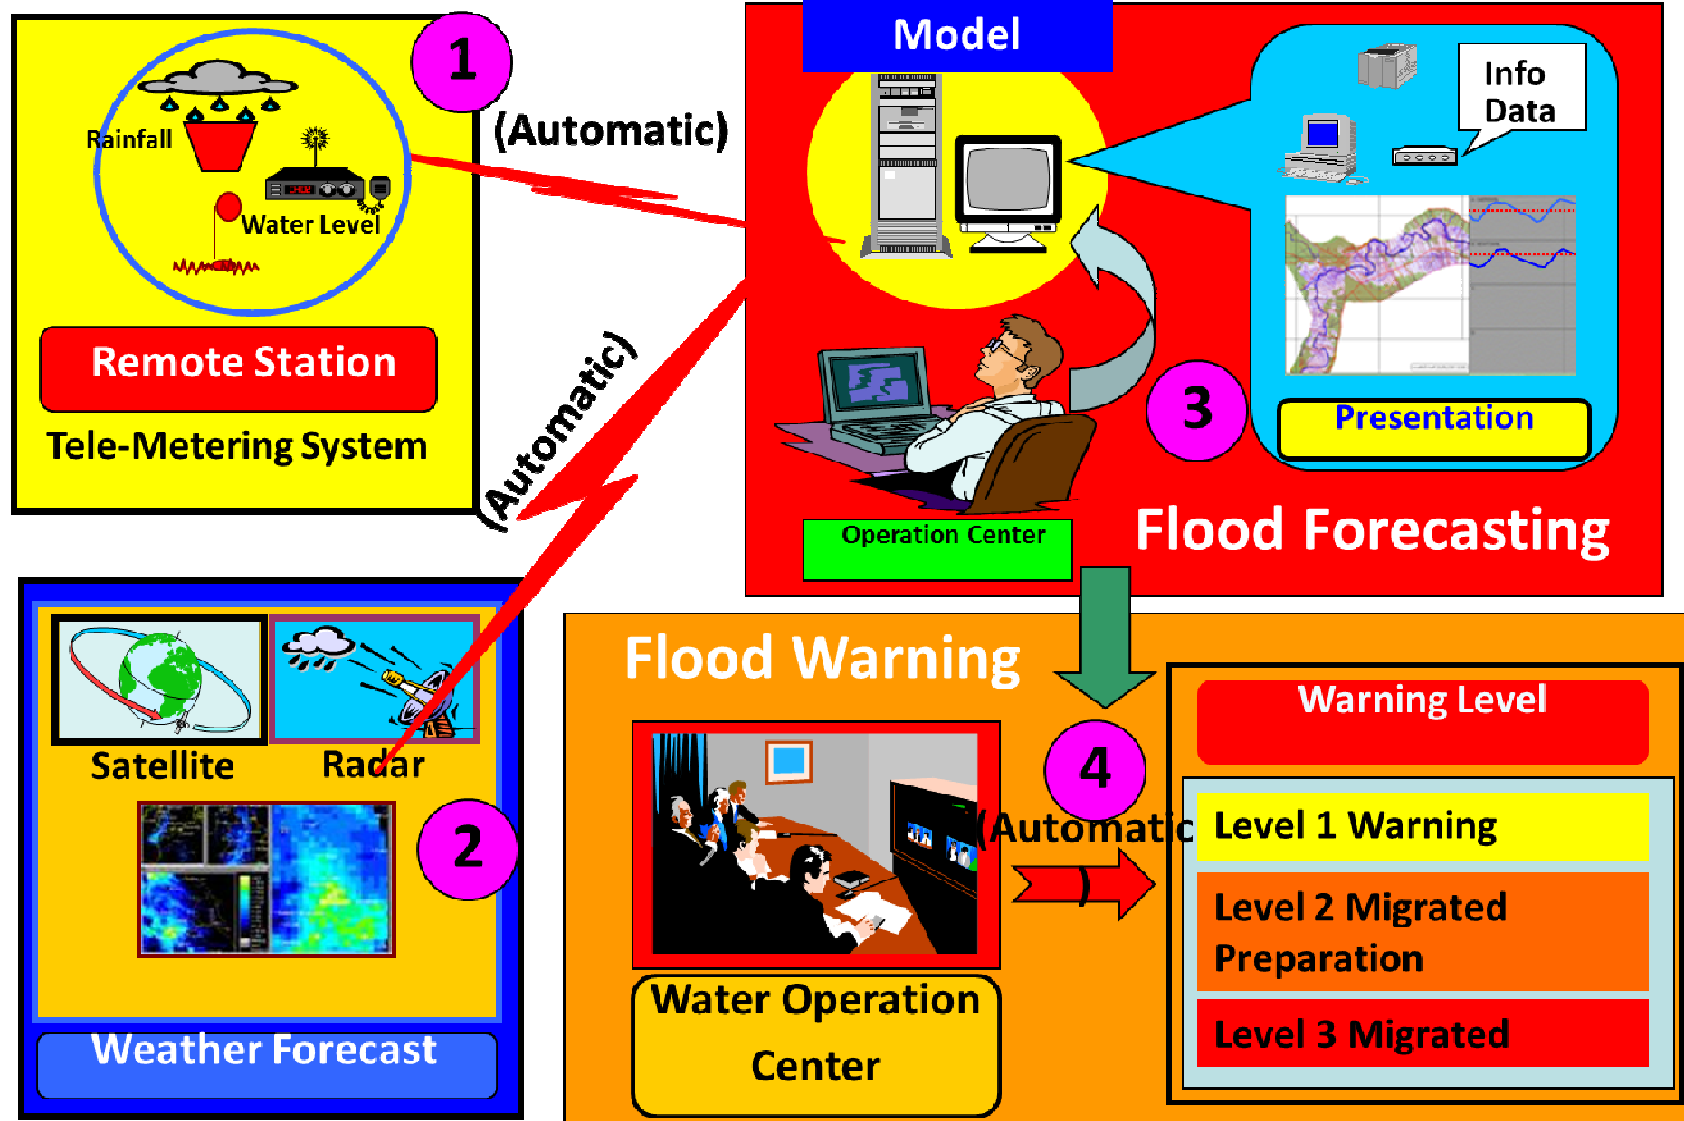 1
Rainfall
Water Level
Remote Station
Tele-Metering System
(Automatic)
(Automatic)
Model
Info
Data
3
Presentation
Operation Center
Flood Forecasting
Satellite
Radar
2
Weather Forecast
Flood Warning
4
(Automatic
)
Water Operation
Center
Warning Level
Level 1 Warning
Level 2 Migrated
Preparation
Level 3 Migrated